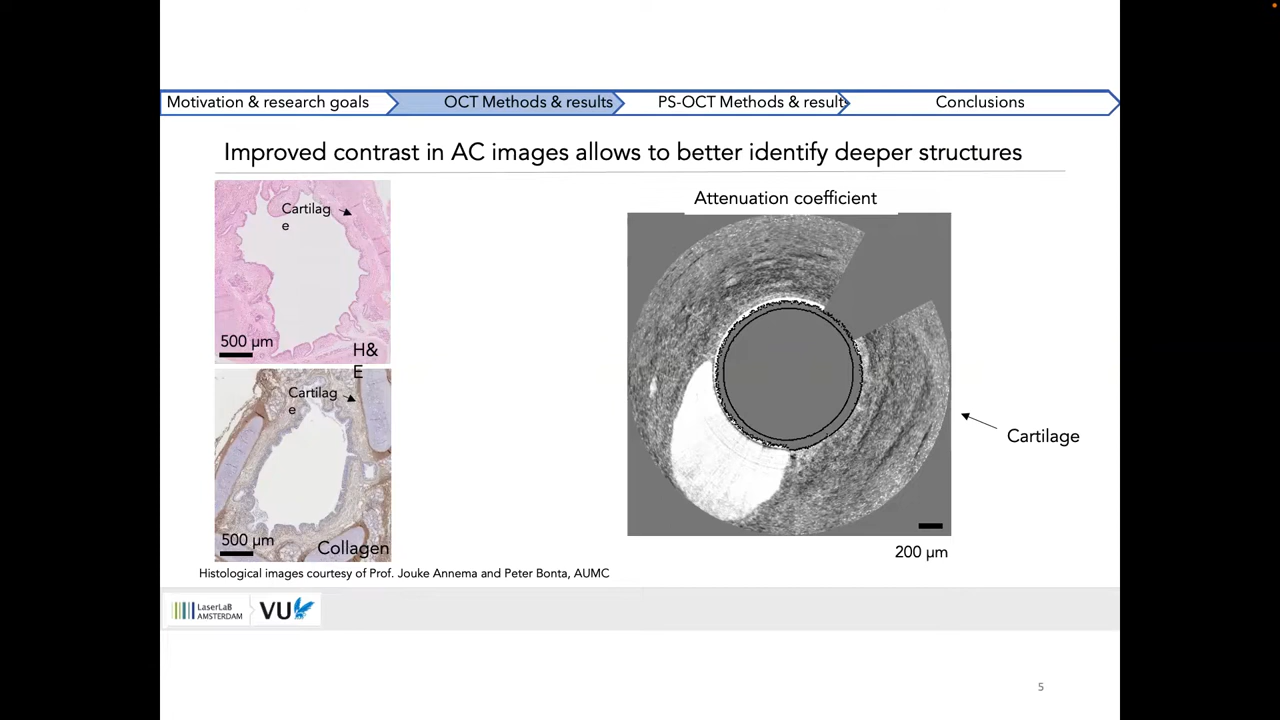 Motivation & research goals
OCT Methods & results
PS-OCT Methods & results
Conclusions
Improved contrast in AC images allows to better identify deeper structures
Cartilag
e
500 µm
H&
E
Cartilag
e
500 µm
Collagen
Histological images courtesy of Prof. Jouke Annema and Peter Bonta, AUMC
Attenuation coefficient
Cartilage
200 µm
LaserLaB
AMSTERDAM
VU
5